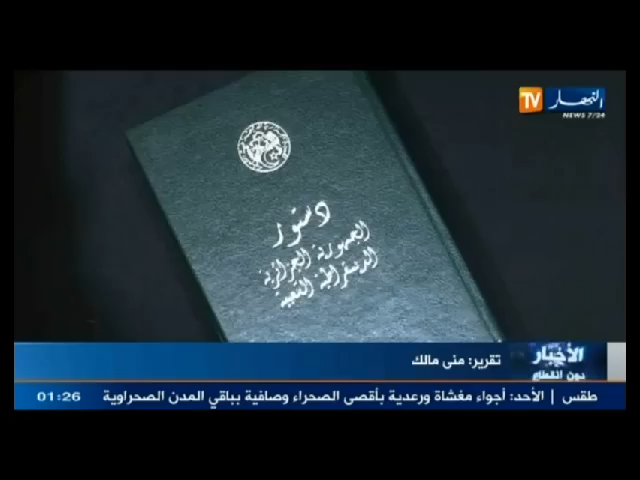 النهار TV
NEWS 7/24
دستور
الجمهورية الجزائرية
الديمقراطية الشعبية
الأخبار
دون انقطاع
تقرير: منى مالك
طقس | الأحد: أجواء مغشاة ورعدية بأقصى الصحراء وصافية بباقي المدن الصحراوية
01:26